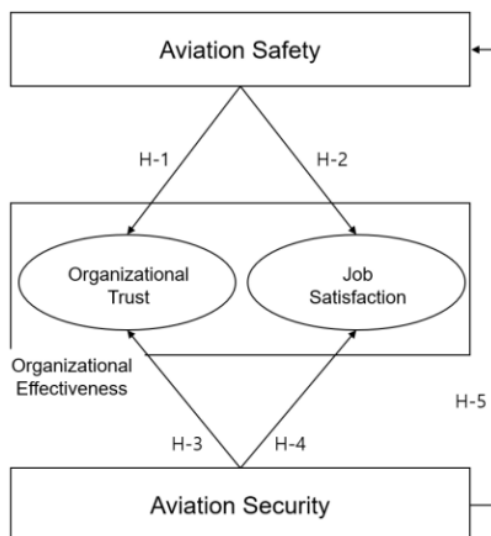 Aviation Safety
H-1
H-2
Organizational
Trust
Job
Satisfaction
Organizational
Effectiveness
H-5
H-3
H-4
Aviation Security